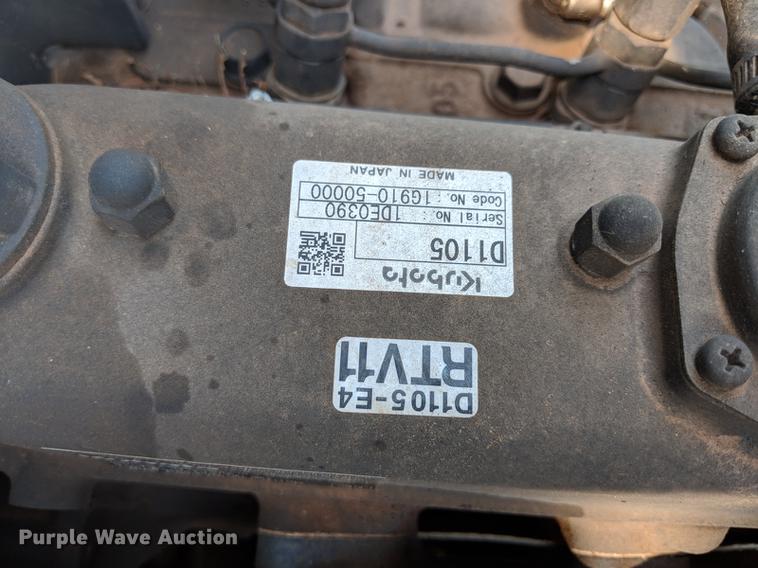 Kubota
D1105
Serial No.: 1DE0390
Code No.: 1G910-50000
MADE IN JAPAN
D1105-E4
RTV11
Purple Wave Auction®